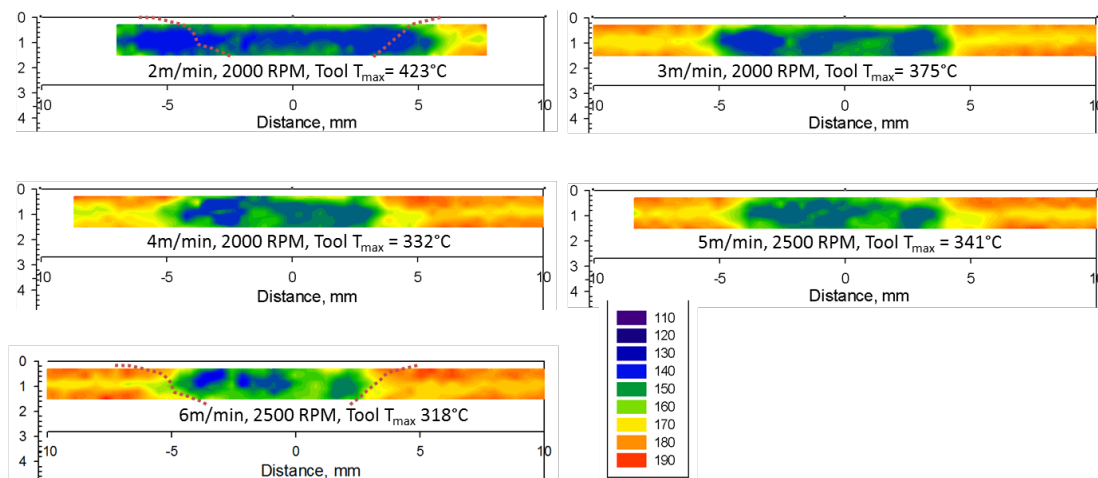 0
1
2
3
4
2m/min, 2000 RPM, Tool Tmax= 423°C
10 -5 0 5 10
Distance, mm
0
1
2
3
4
3m/min, 2000 RPM, Tool Tmax = 375°C
10 -5 0 5 10
Distance, mm
0
1
2
3
4
4m/min, 2000 RPM, Tool Tmax = 332°C
10 -5 0 5 10
Distance, mm
0
1
2
3
4
5m/min, 2500 RPM, Tool Tmax = 341°C
10 -5 0 5 10
Distance, mm
0
1
2
3
4
6m/min, 2500 RPM, Tool Tmax 318°C
10 -5 0 5 10
Distance, mm
110
120
130
140
150
160
170
180
190